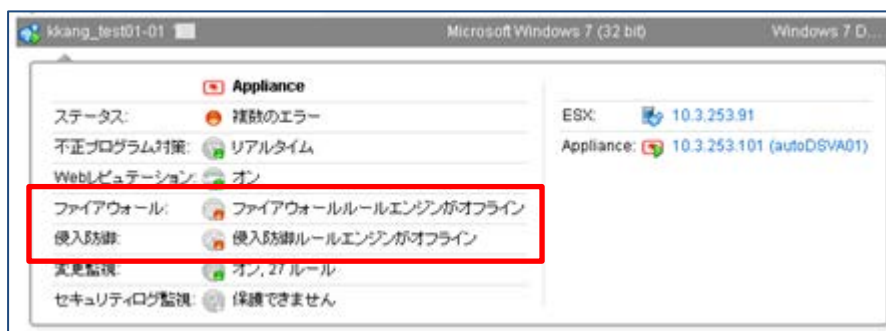 kkang_test01-01 Microsoft Windows 7 (32 bit) Windows 7 D...
Appliance
ステータス: 複数のエラー
不正プログラム対策: リアルタイム
Webレピュテーション: オン
ファイアウォール: ファイアウォールルールエンジンがオフライン
侵入防御: 侵入防御ルールエンジンがオフライン
変更監視: オン, 27 ルール
セキュリティログ監視: 保護できません
ESX: 10.3.253.91
Appliance: 10.3.253.101 (autoDSVA01)